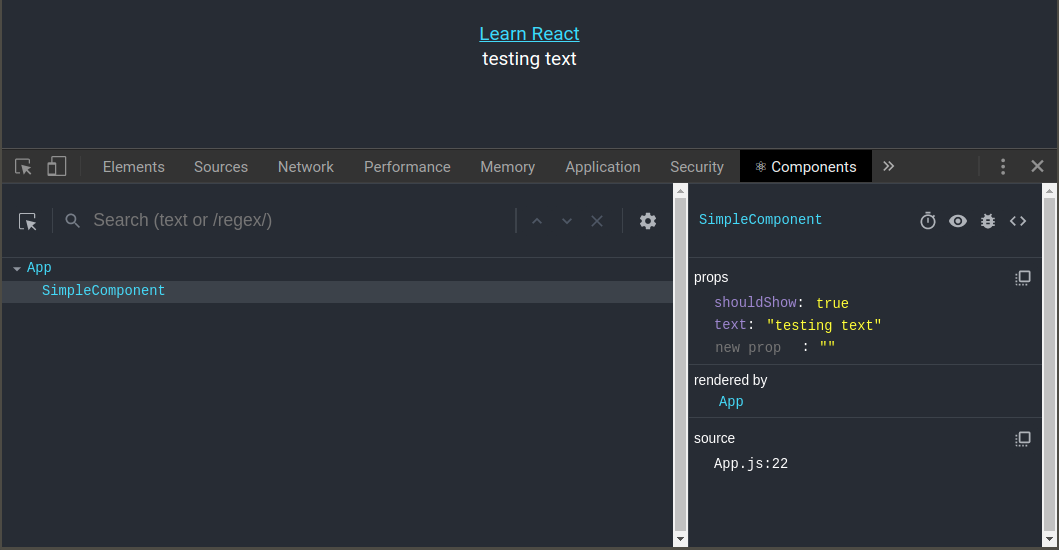 Learn React
testing text
Elements Sources Network Performance Memory Application Security ⚛ Components »
Search (text or /regex/)
App
SimpleComponent
SimpleComponent
props
shouldShow: true
text: "testing text"
new prop : ""
rendered by
App
source
App.js:22